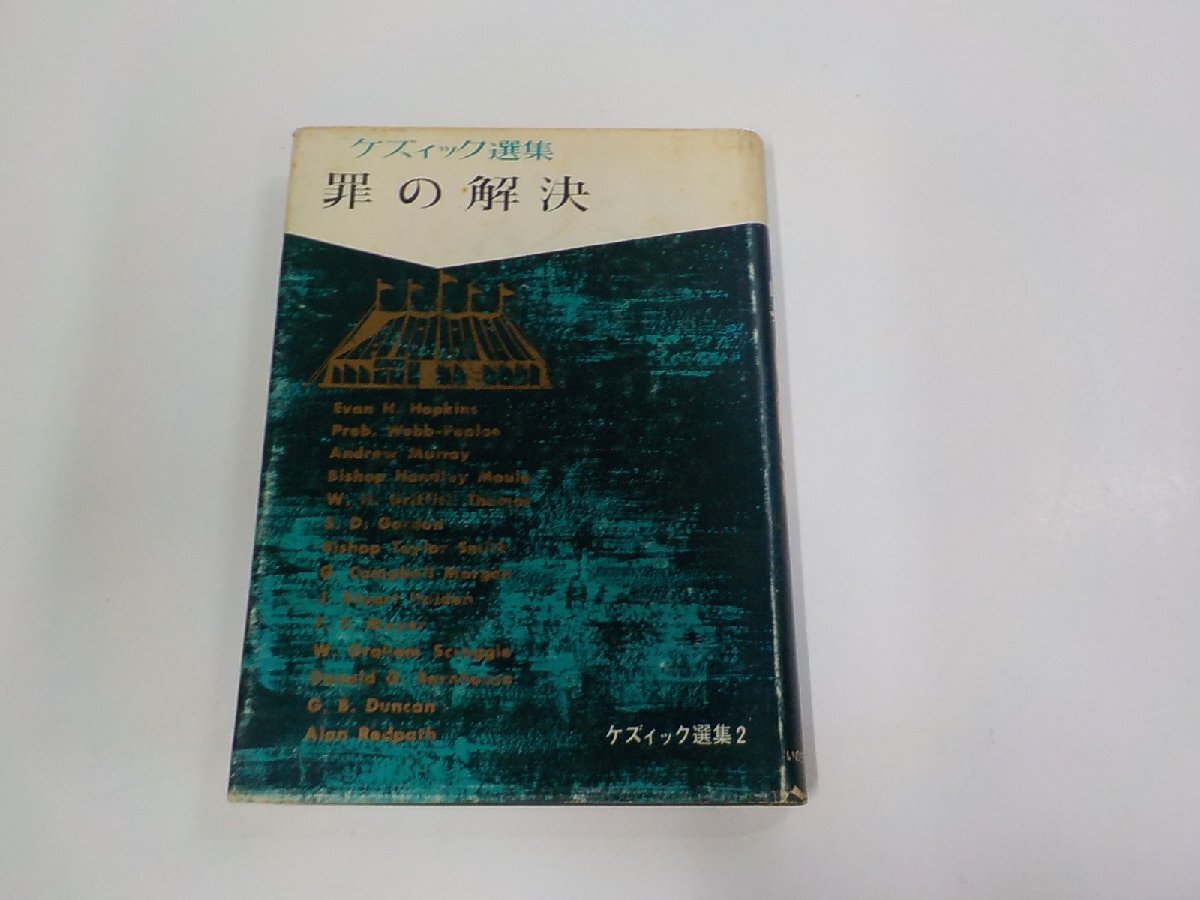 ケズィック選集
罪の解決
Evan H. Hopkins
Preb. Webb-Peploe
Andrew Murray
Bishop Handley Moule
W. H. Griffith Thomas
S. D. Gordon
Bishop Taylor Smith
G. Campbell Morgan
J. Stuart Holden
F. B. Meyer
W. Graham Scroggie
Donald G. Barnhouse
G. B. Duncan
Alan Redpath
ケズィック選集2
いの